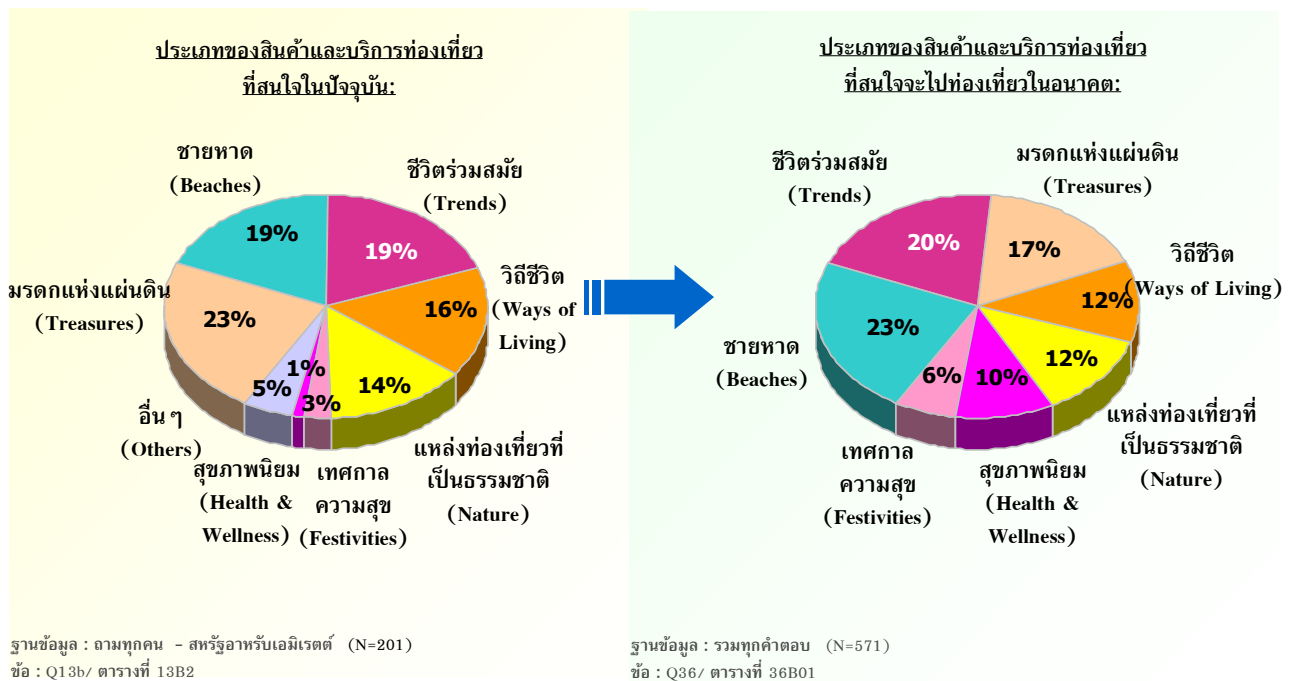 ประเภทของสินค้าและบริการท่องเที่ยว
ที่สนใจในปัจจุบัน:
ชายหาด
(Beaches)
ชีวิตร่วมสมัย
(Trends)
19%
19%
วิถีชีวิต
(Ways of
Living)
16%
มรดกแห่งแผ่นดิน
(Treasures)
23%
1%
5%
3%
14%
อื่นๆ
(Others)
สุขภาพนิยม
(Health &
Wellness)
เทศกาล
ความสุข
(Festivities)
แหล่งท่องเที่ยวที่
เป็นธรรมชาติ
(Nature)
ฐานข้อมูล : ถามทุกคน - สหรัฐอาหรับเอมิเรตต์ (N=201)
ข้อ : Q13b/ ตารางที่ 13B2
ประเภทของสินค้าและบริการท่องเที่ยว
ที่สนใจจะไปท่องเที่ยวในอนาคต:
ชีวิตร่วมสมัย
(Trends)
มรดกแห่งแผ่นดิน
(Treasures)
20%
17%
วิถีชีวิต
(Ways of Living)
12%
23%
ชายหาด
(Beaches)
6%
10%
12%
เทศกาล
ความสุข
(Festivities)
สุขภาพนิยม
(Health &
Wellness)
แหล่งท่องเที่ยวที่
เป็นธรรมชาติ
(Nature)
ฐานข้อมูล : รวมทุกคำตอบ (N=571)
ข้อ : Q36/ ตารางที่ 36B01